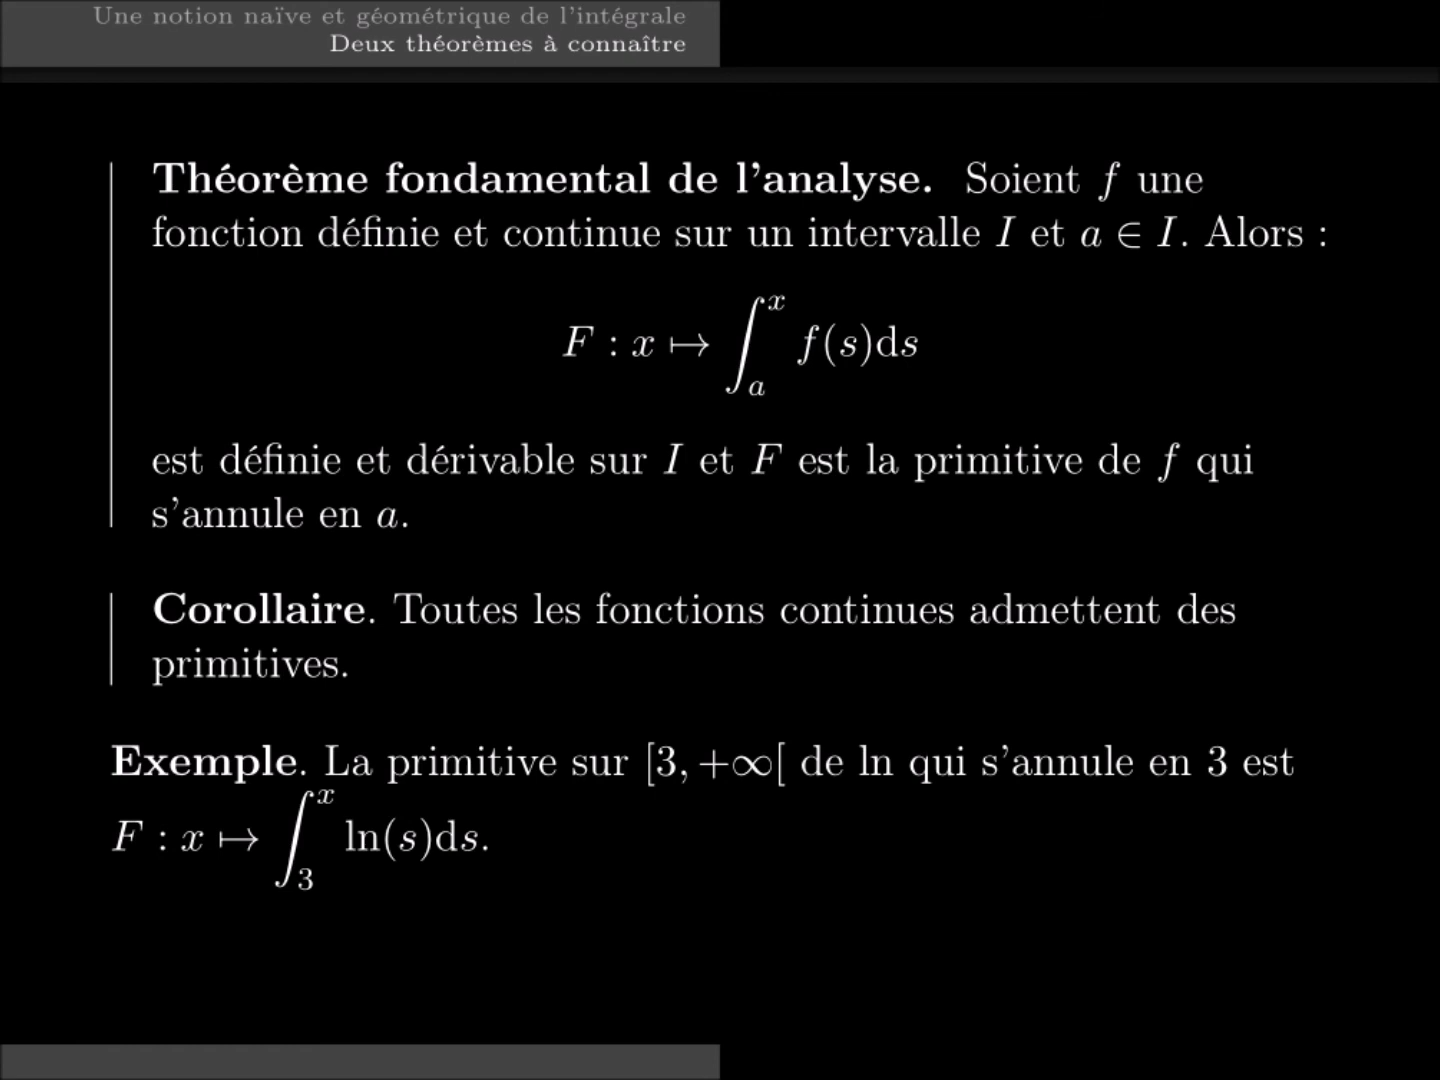 Une notion naïve et géométrique de l'intégrale
Deux théorèmes à connaître
Théorème fondamental de l'analyse. Soient f une
fonction définie et continue sur un intervalle I et a ∈ I. Alors :
F : x ↦ ∫_a^x f(s)ds
est définie et dérivable sur I et F est la primitive de f qui
s'annule en a.
Corollaire. Toutes les fonctions continues admettent des
primitives.
Exemple. La primitive sur [3, +∞[ de ln qui s'annule en 3 est
F : x ↦ ∫_3^x ln(s)ds.